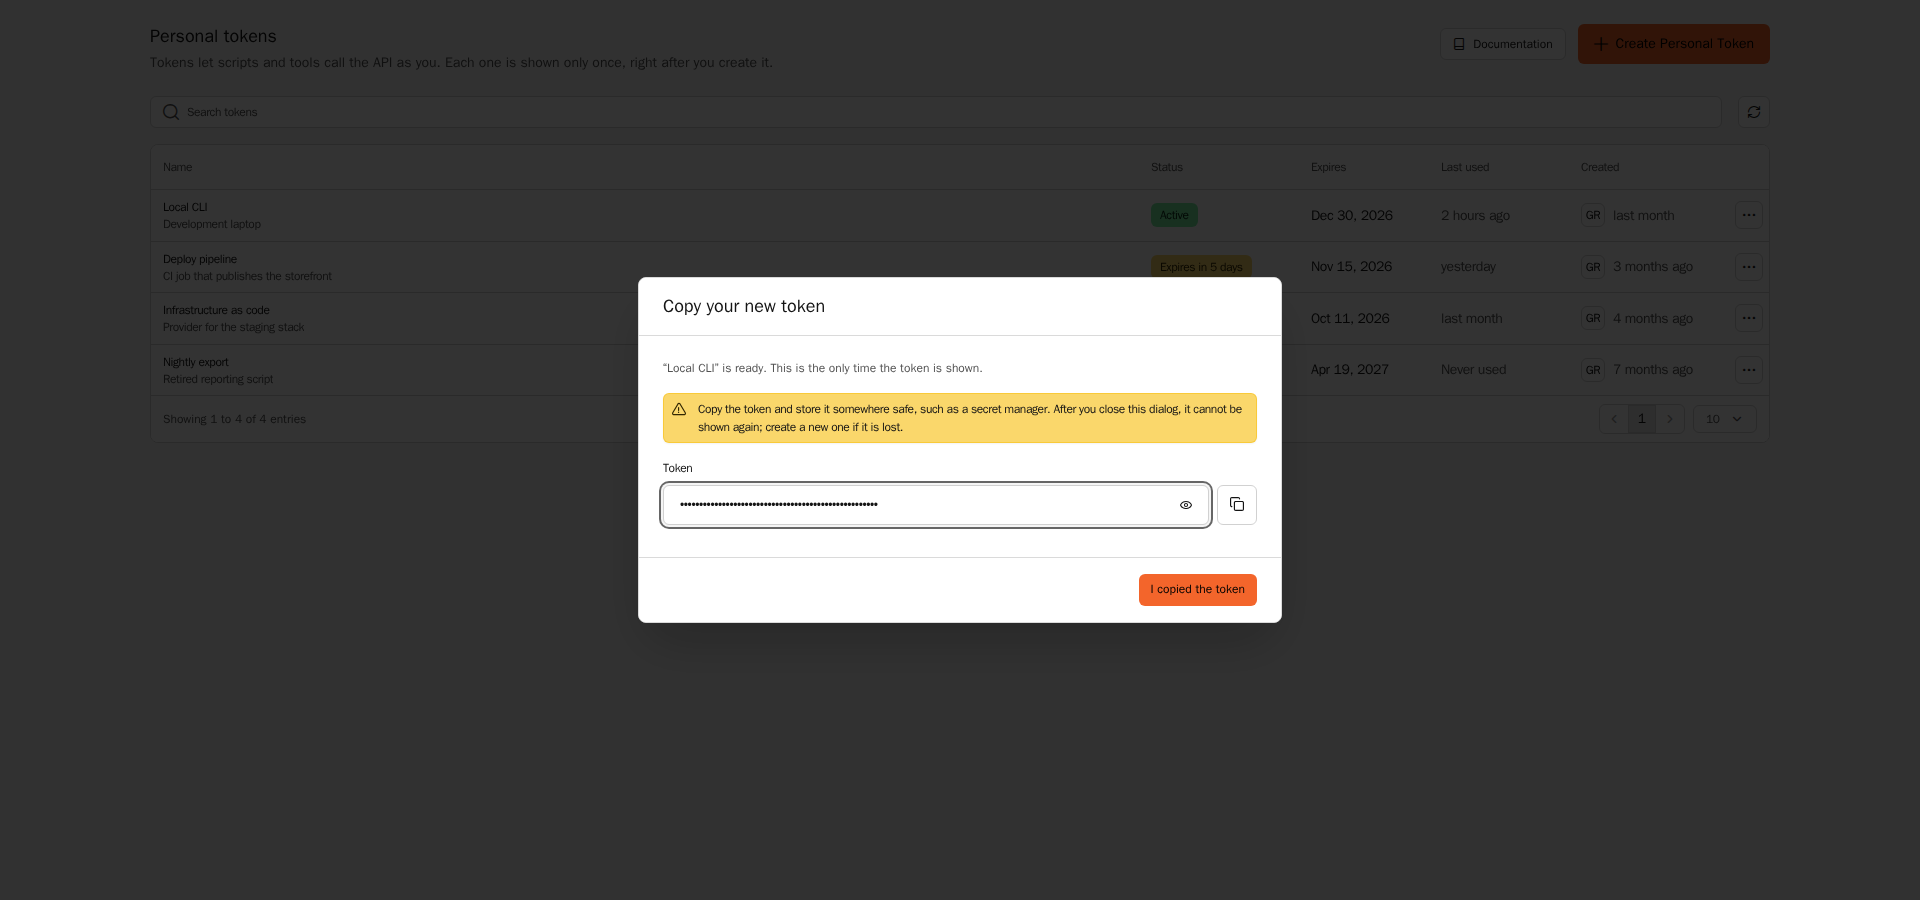 Personal tokens
Tokens let scripts and tools call the API as you. Each one is shown only once, right after you create it.
Documentation
Create Personal Token
Search tokens
Name Status Expires Last used Created
Local CLI
Development laptop
Active Dec 30, 2026 2 hours ago GR last month
Deploy pipeline
CI job that publishes the storefront
Expires in 5 days Nov 15, 2026 yesterday GR 3 months ago
Infrastructure as code
Provider for the staging stack
Oct 11, 2026 last month GR 4 months ago
Nightly export
Retired reporting script
Apr 19, 2027 Never used GR 7 months ago
Showing 1 to 4 of 4 entries
1 10
Copy your new token
“Local CLI” is ready. This is the only time the token is shown.
Copy the token and store it somewhere safe, such as a secret manager. After you close this dialog, it cannot be
shown again; create a new one if it is lost.
Token
I copied the token